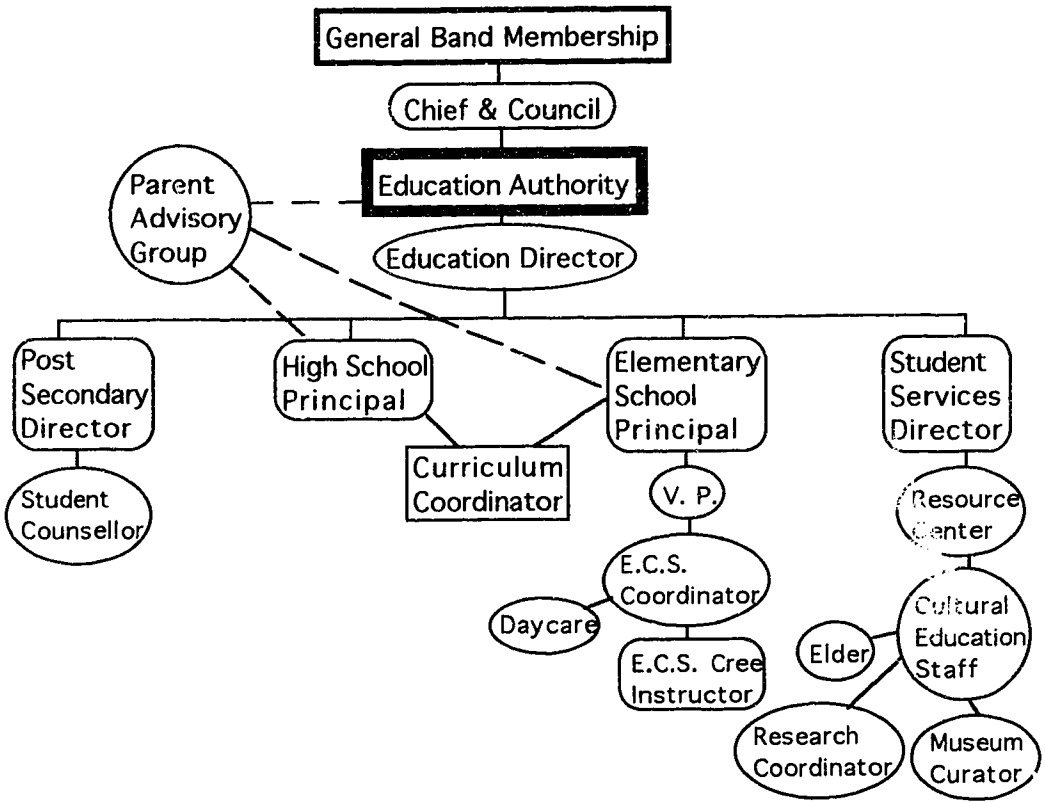 General Band Membership
Chief & Council
Education Authority
Parent
Advisory
Group
Education Director
Post
Secondary
Director
High School
Principal
Elementary
School
Principal
Student
Services
Director
Curriculum
Coordinator
Student
Counsellor
V. P.
Resource
Center
E.C.S.
Coordinator
Daycare
E.C.S. Cree
Instructor
Cultural
Education
Staff
Elder
Research
Coordinator
Museum
Curator